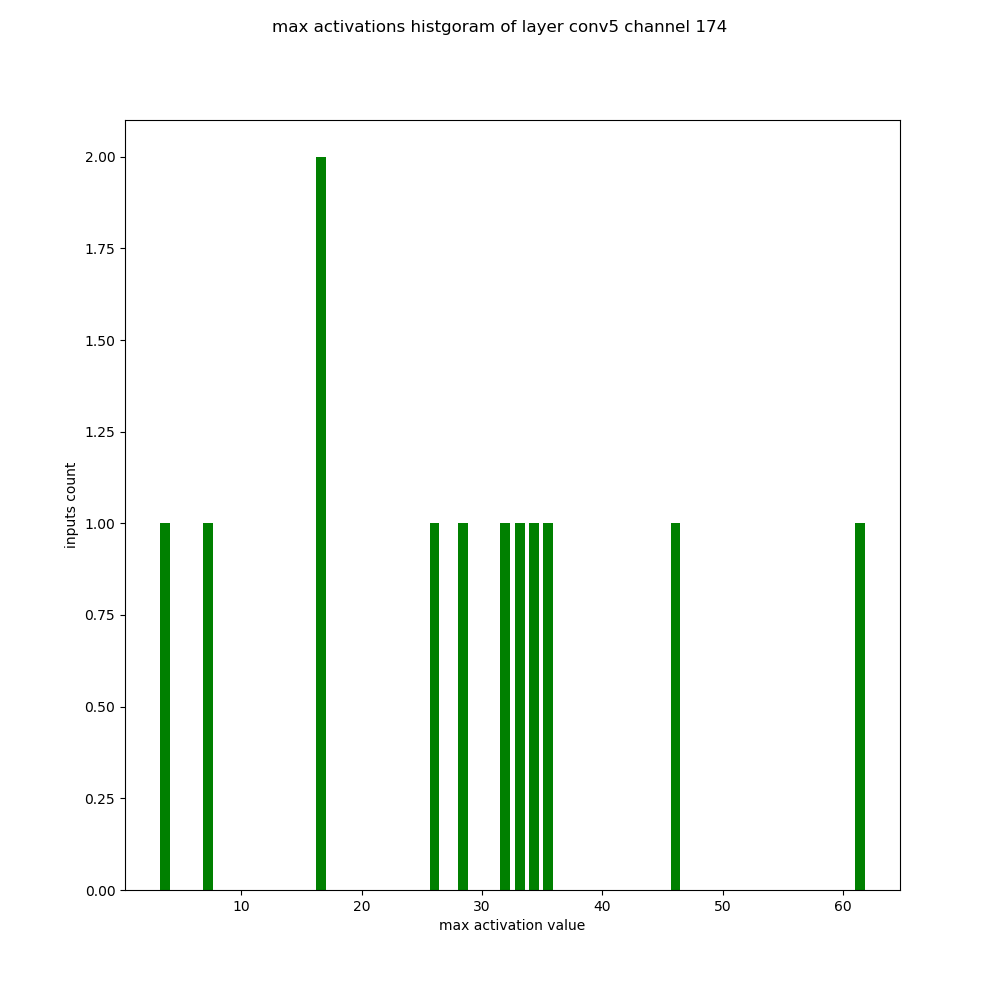 max activations histgoram of layer conv5 channel 174
2.00
1.75
1.50
1.25
1.00
0.75
0.50
0.25
0.00
inputs count
10 20 30 40 50 60
max activation value